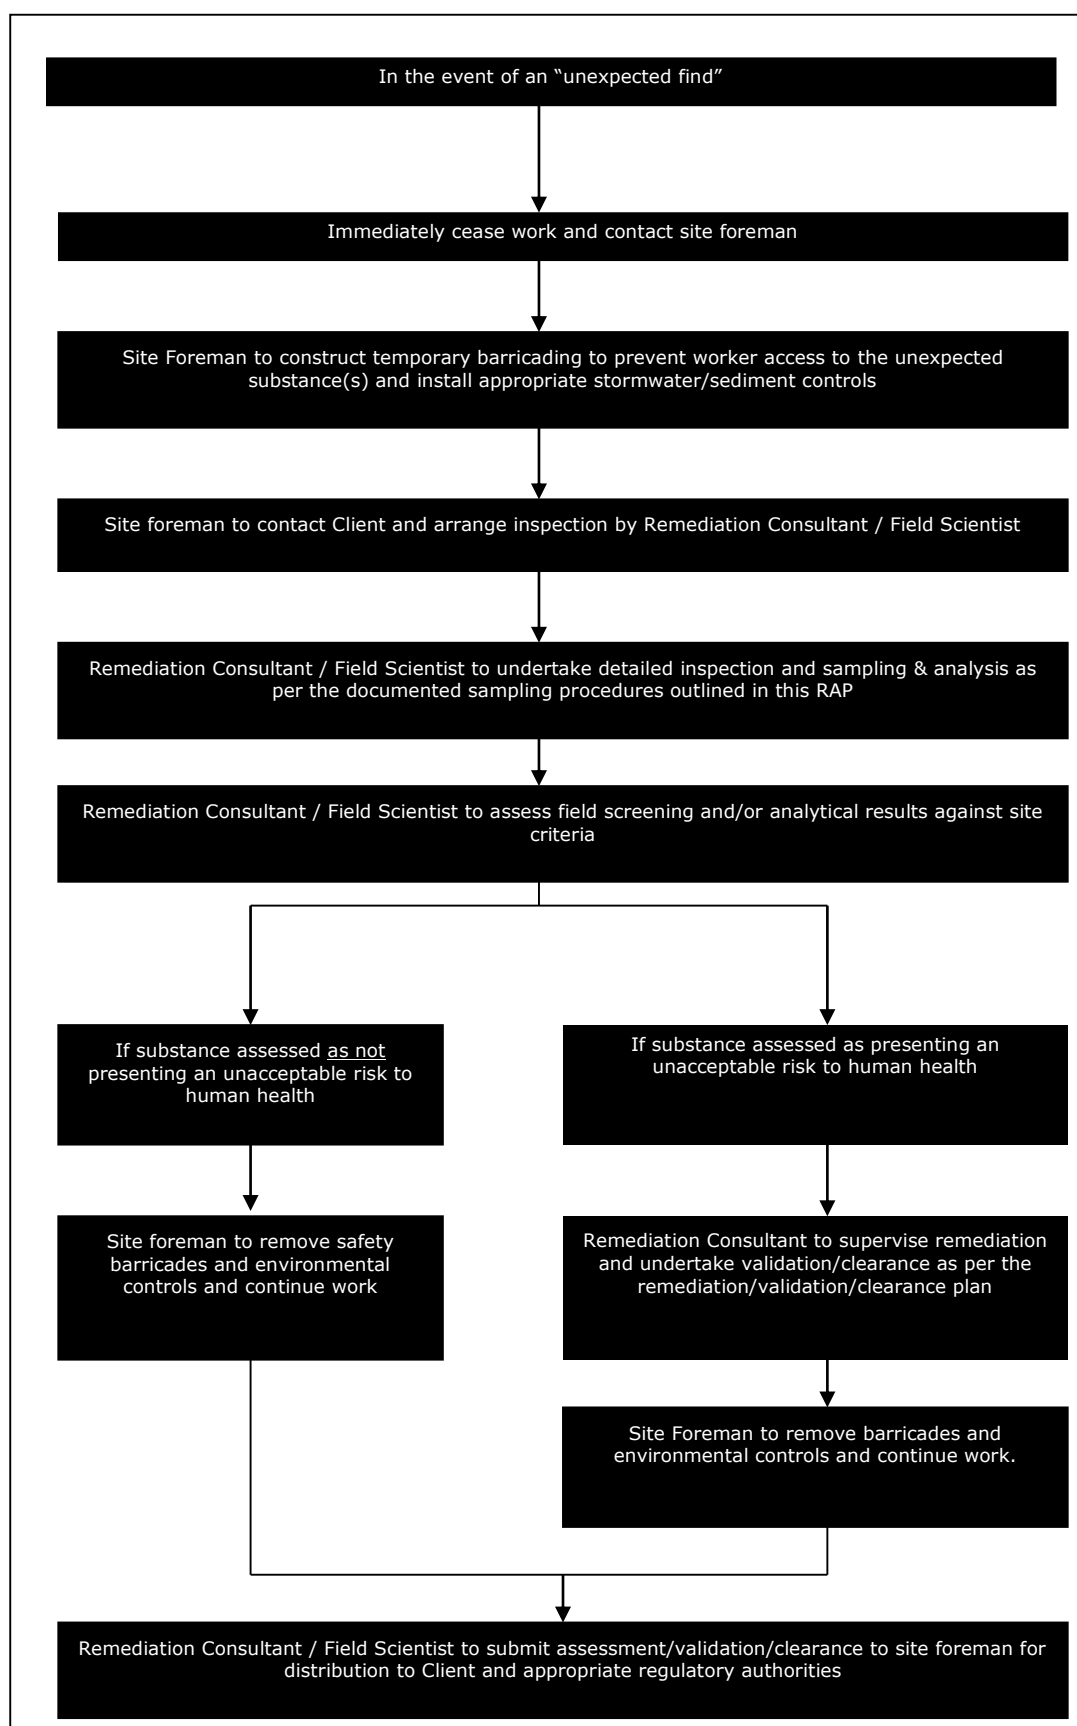 In the event of an “unexpected find”
Immediately cease work and contact site foreman
Site Foreman to construct temporary barricading to prevent worker access to the unexpected
substance(s) and install appropriate stormwater/sediment controls
Site foreman to contact Client and arrange inspection by Remediation Consultant / Field Scientist
Remediation Consultant / Field Scientist to undertake detailed inspection and sampling & analysis as
per the documented sampling procedures outlined in this RAP
Remediation Consultant / Field Scientist to assess field screening and/or analytical results against site
criteria
If substance assessed as not
presenting an unacceptable risk to
human health
If substance assessed as presenting an
unacceptable risk to human health
Site foreman to remove safety
barricades and environmental
controls and continue work
Remediation Consultant to supervise remediation
and undertake validation/clearance as per the
remediation/validation/clearance plan
Site Foreman to remove barricades and
environmental controls and continue work.
Remediation Consultant / Field Scientist to submit assessment/validation/clearance to site foreman for
distribution to Client and appropriate regulatory authorities